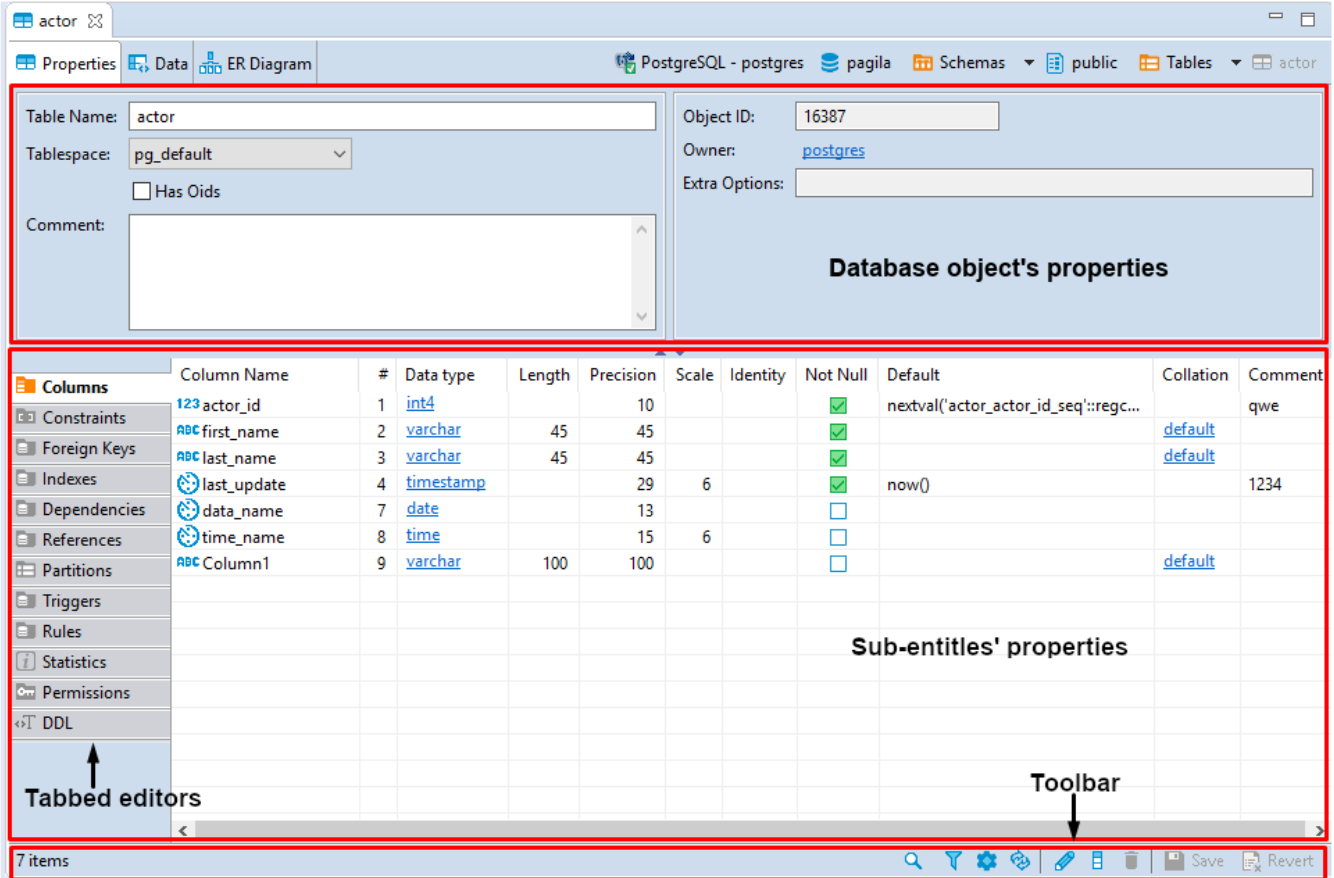 actor
Properties Data ER Diagram PostgreSQL - postgres pagila Schemas public Tables actor
Table Name: actor Object ID: 16387
Tablespace: pg_default Owner: postgres
Has Oids Extra Options:
Comment:
Database object's properties
Column Name # Data type Length Precision Scale Identity Not Null Default Collation Comment
Columns
123 actor_id 1 int4 10 nextval('actor_actor_id_seq'::regc... qwe
Constraints
ABC first_name 2 varchar 45 45 default
Foreign Keys
ABC last_name 3 varchar 45 45 default
Indexes
last_update 4 timestamp 29 6 now() 1234
Dependencies
data_name 7 date 13
References
time_name 8 time 15 6
Partitions
ABC Column1 9 varchar 100 100 default
Triggers
Rules
Sub-entitles' properties
Statistics
Permissions
DDL
Toolbar
Tabbed editors
7 items Save Revert